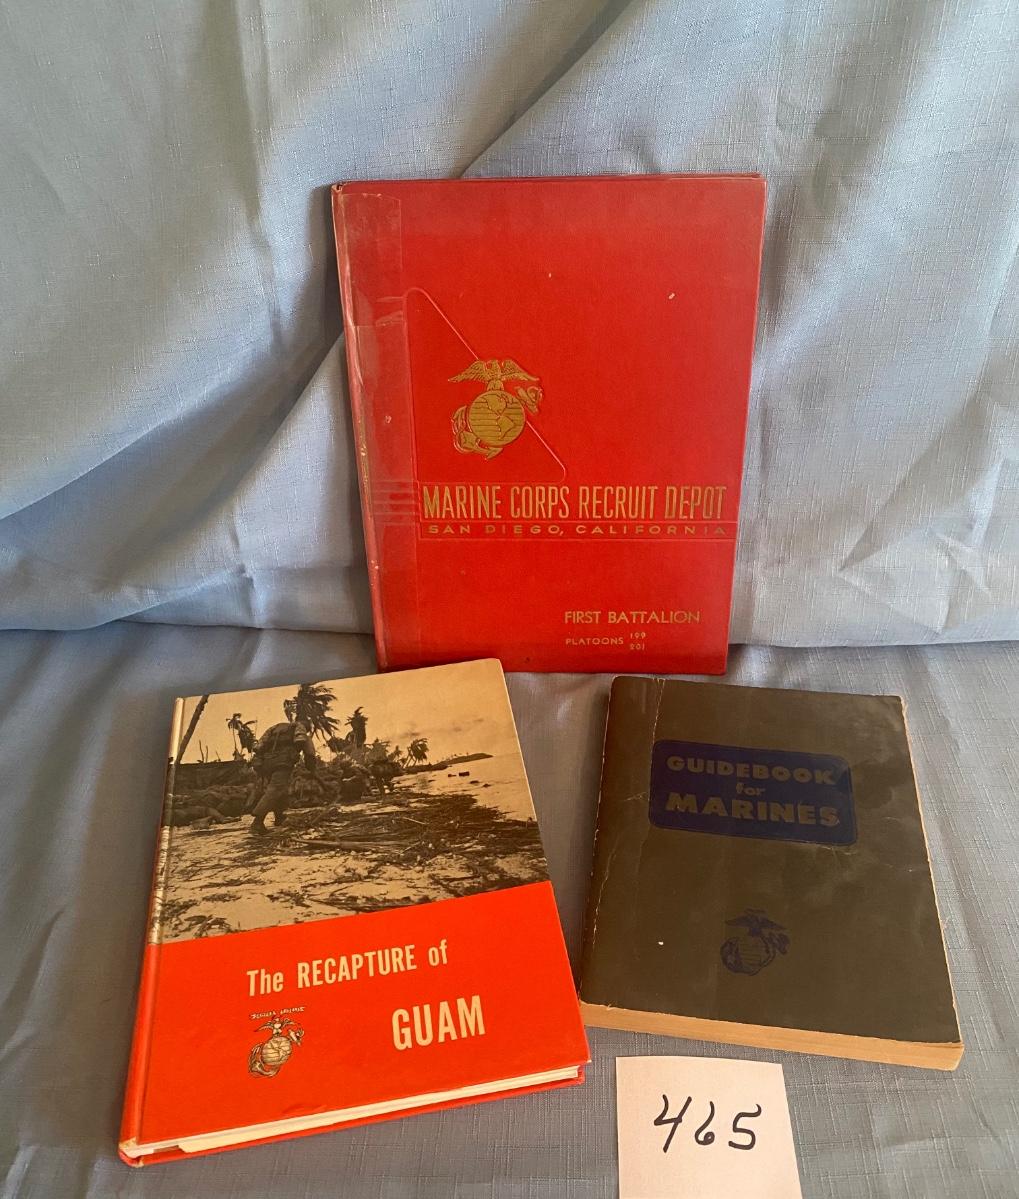 MARINE CORPS RECRUIT DEPOT
SAN DIEGO, CALIFORNIA
FIRST BATTALION
PLATOONS 199
201
The RECAPTURE of
GUAM
GUIDEBOOK
for
MARINES
465